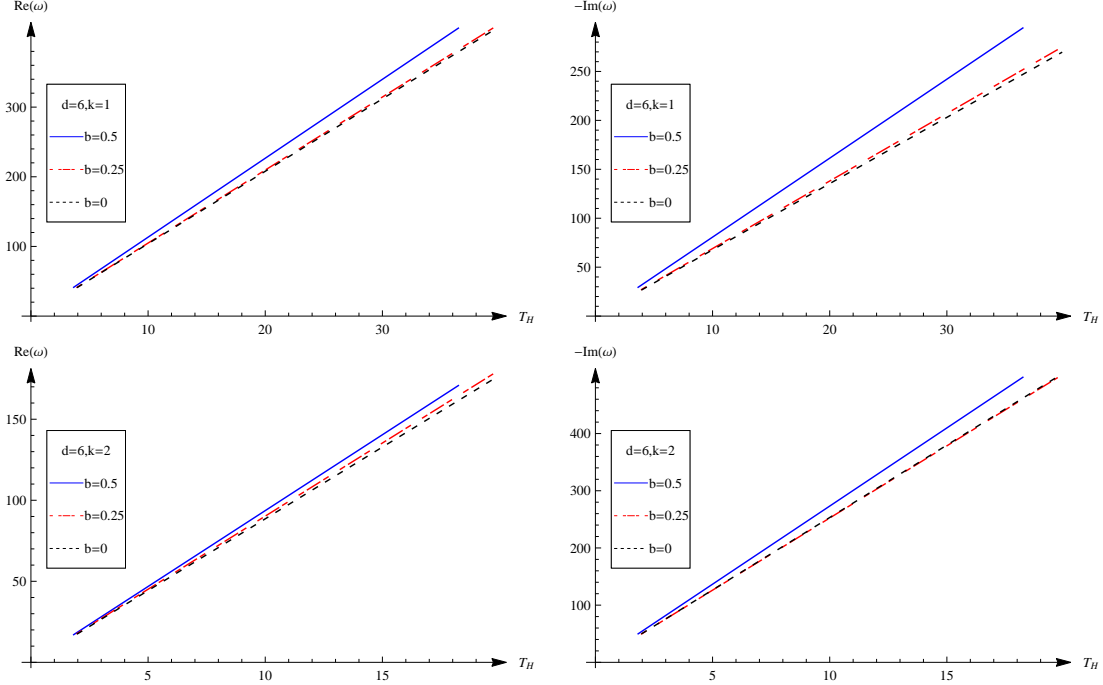 Re(ω)
300
200
100
d=6,k=1
b=0.5
b=0.25
b=0
10
20
30
T_H
−Im(ω)
250
200
150
100
50
d=6,k=1
b=0.5
b=0.25
b=0
10
20
30
T_H
Re(ω)
150
100
50
d=6,k=2
b=0.5
b=0.25
b=0
5
10
15
T_H
−Im(ω)
400
300
200
100
d=6,k=2
b=0.5
b=0.25
b=0
5
10
15
T_H